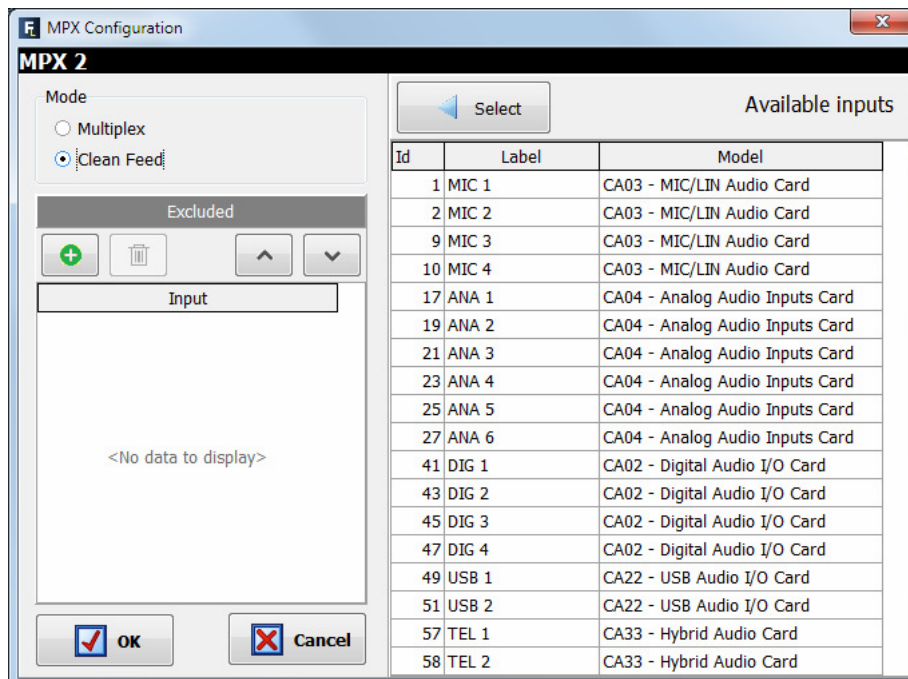 MPX Configuration
MPX 2
Mode
Multiplex
Clean Feed
Excluded
Input
<No data to display>
OK
Cancel
Select
Available inputs
Id Label Model
1 MIC 1 CA03 - MIC/LIN Audio Card
2 MIC 2 CA03 - MIC/LIN Audio Card
9 MIC 3 CA03 - MIC/LIN Audio Card
10 MIC 4 CA03 - MIC/LIN Audio Card
17 ANA 1 CA04 - Analog Audio Inputs Card
19 ANA 2 CA04 - Analog Audio Inputs Card
21 ANA 3 CA04 - Analog Audio Inputs Card
23 ANA 4 CA04 - Analog Audio Inputs Card
25 ANA 5 CA04 - Analog Audio Inputs Card
27 ANA 6 CA04 - Analog Audio Inputs Card
41 DIG 1 CA02 - Digital Audio I/O Card
43 DIG 2 CA02 - Digital Audio I/O Card
45 DIG 3 CA02 - Digital Audio I/O Card
47 DIG 4 CA02 - Digital Audio I/O Card
49 USB 1 CA22 - USB Audio I/O Card
51 USB 2 CA22 - USB Audio I/O Card
57 TEL 1 CA33 - Hybrid Audio Card
58 TEL 2 CA33 - Hybrid Audio Card